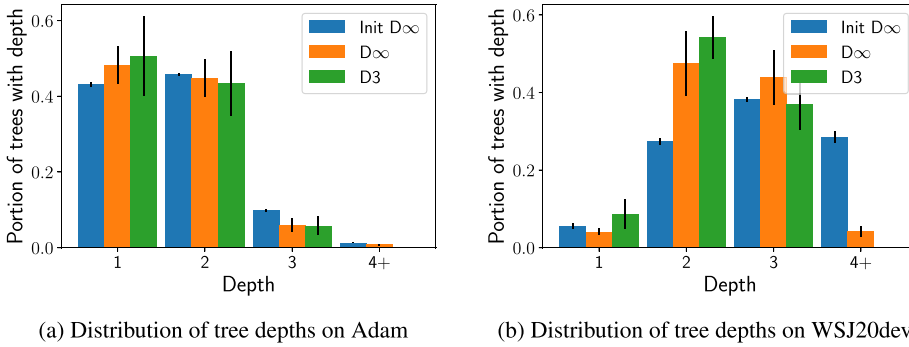 Portion of trees with depth
0.6
0.4
0.2
0.0
Init D∞
D∞
D3
1 2 3 4+
Depth
(a) Distribution of tree depths on Adam
Portion of trees with depth
0.6
0.4
0.2
0.0
Init D∞
D∞
D3
1 2 3 4+
Depth
(b) Distribution of tree depths on WSJ20dev